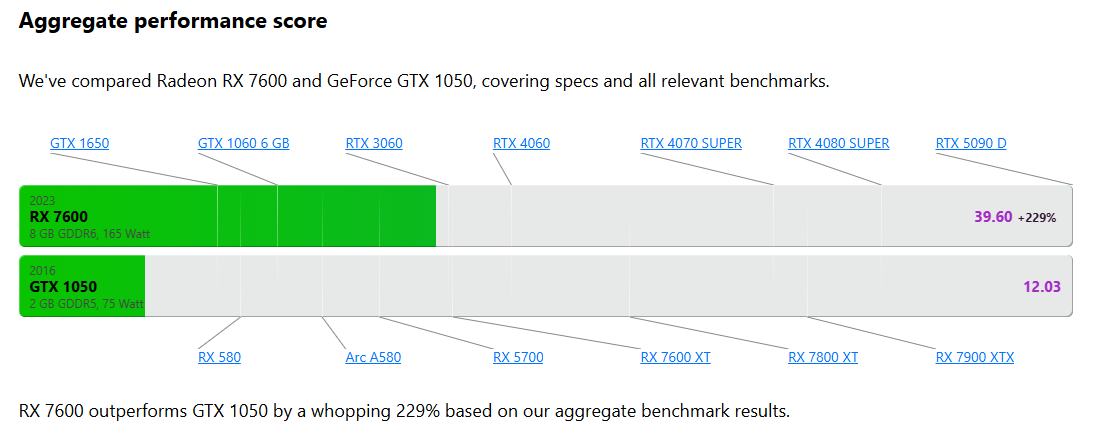 Aggregate performance score
We've compared Radeon RX 7600 and GeForce GTX 1050, covering specs and all relevant benchmarks.
GTX 1650 GTX 1060 6 GB RTX 3060 RTX 4060 RTX 4070 SUPER RTX 4080 SUPER RTX 5090 D
2023
RX 7600 39.60 +229%
8 GB GDDR6, 165 Watt
2016
GTX 1050 12.03
2 GB GDDR5, 75 Watt
RX 580 Arc A580 RX 5700 RX 7600 XT RX 7800 XT RX 7900 XTX
RX 7600 outperforms GTX 1050 by a whopping 229% based on our aggregate benchmark results.